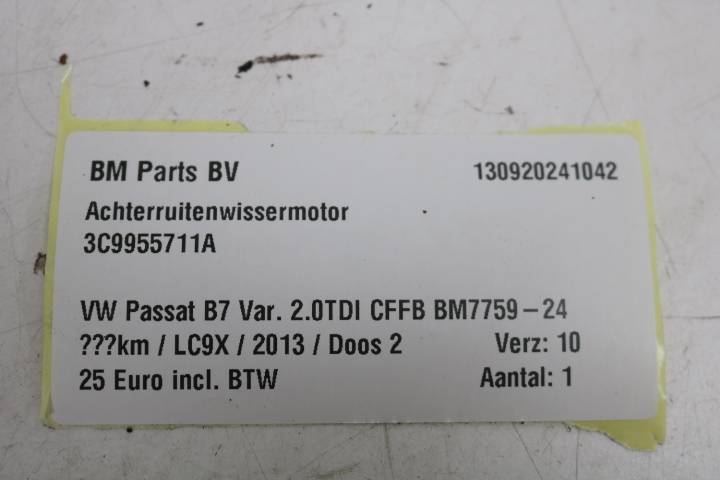 BM Parts BV 130920241042
Achterruitenwissermotor
3C9955711A
VW Passat B7 Var. 2.0TDI CFFB BM7759-24
???km / LC9X / 2013 / Doos 2 Verz: 10
25 Euro incl. BTW Aantal: 1